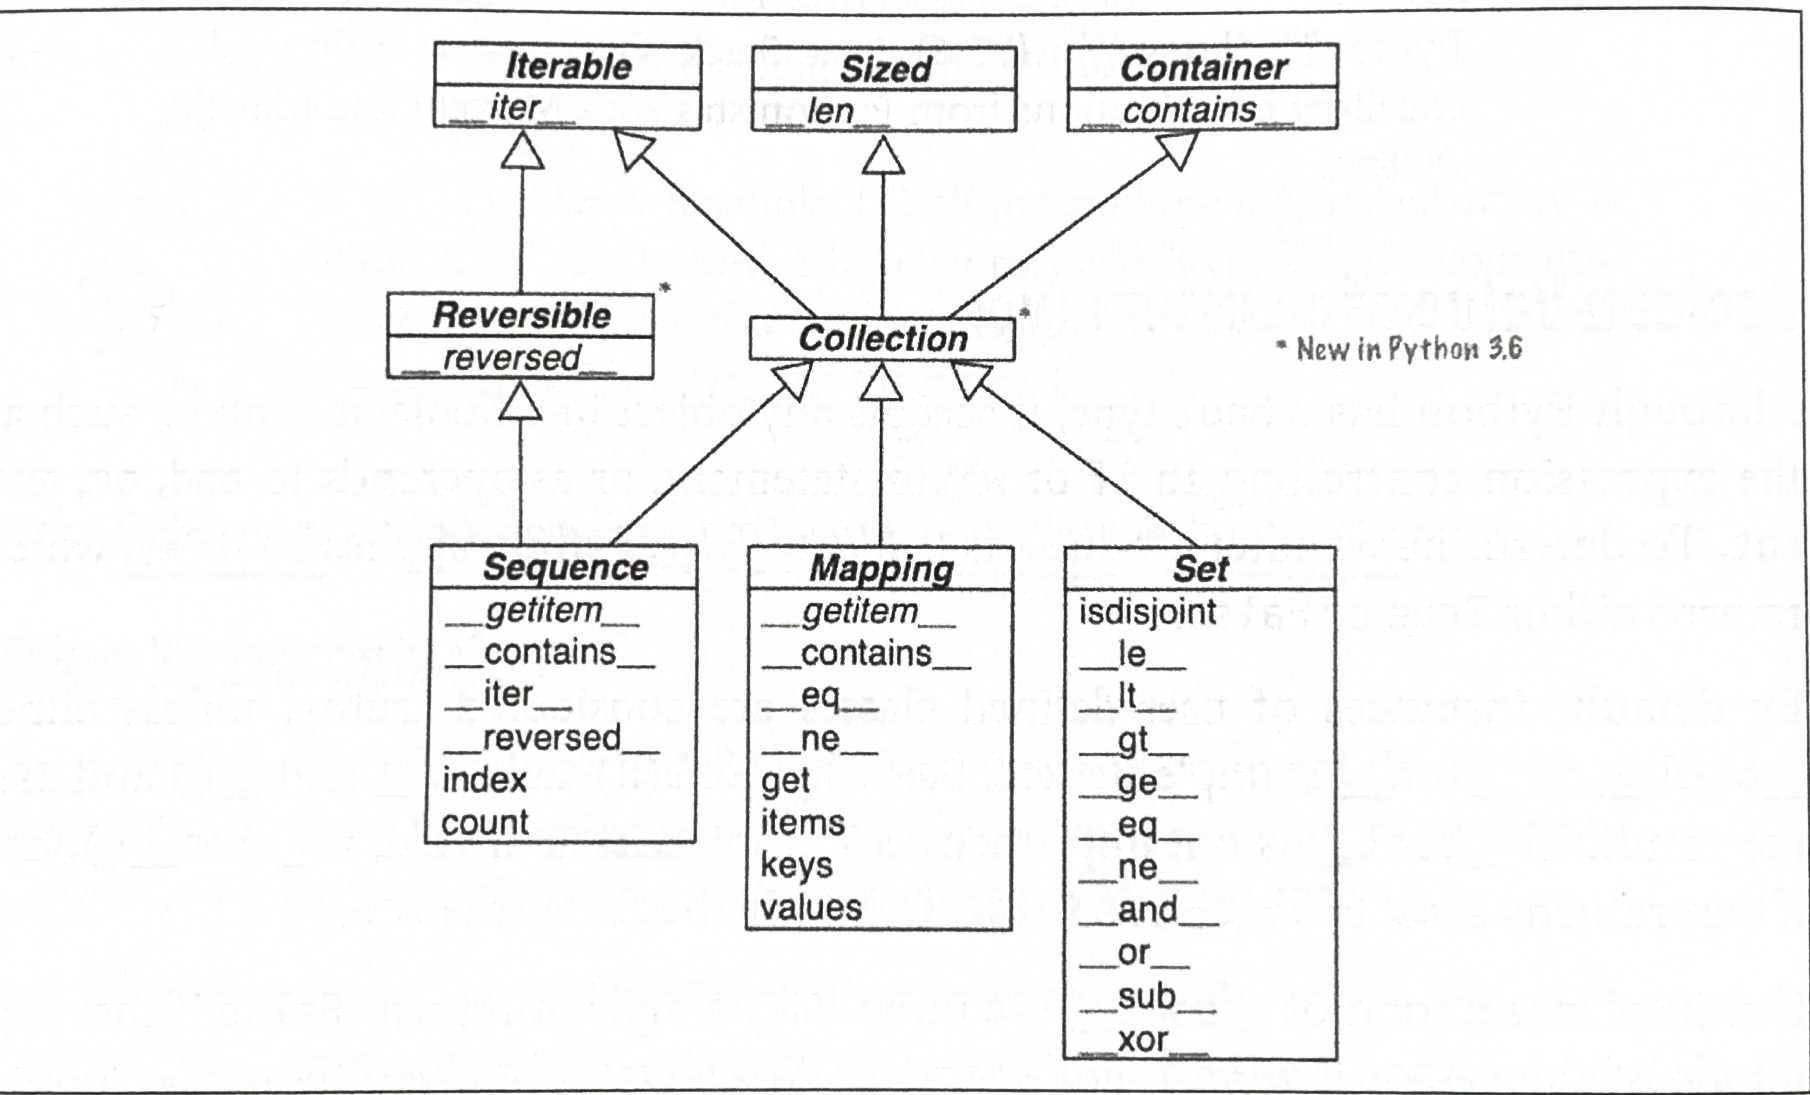 Iterable
__iter__
Sized
__len__
Container
__contains__
Reversible
*
__reversed__
Collection
*
* New in Python 3.6
Sequence
__getitem__
__contains__
__iter__
__reversed__
index
count
Mapping
__getitem__
__contains__
__eq__
__ne__
get
items
keys
values
Set
isdisjoint
__le__
__lt__
__gt__
__ge__
__eq__
__ne__
__and__
__or__
__sub__
__xor__